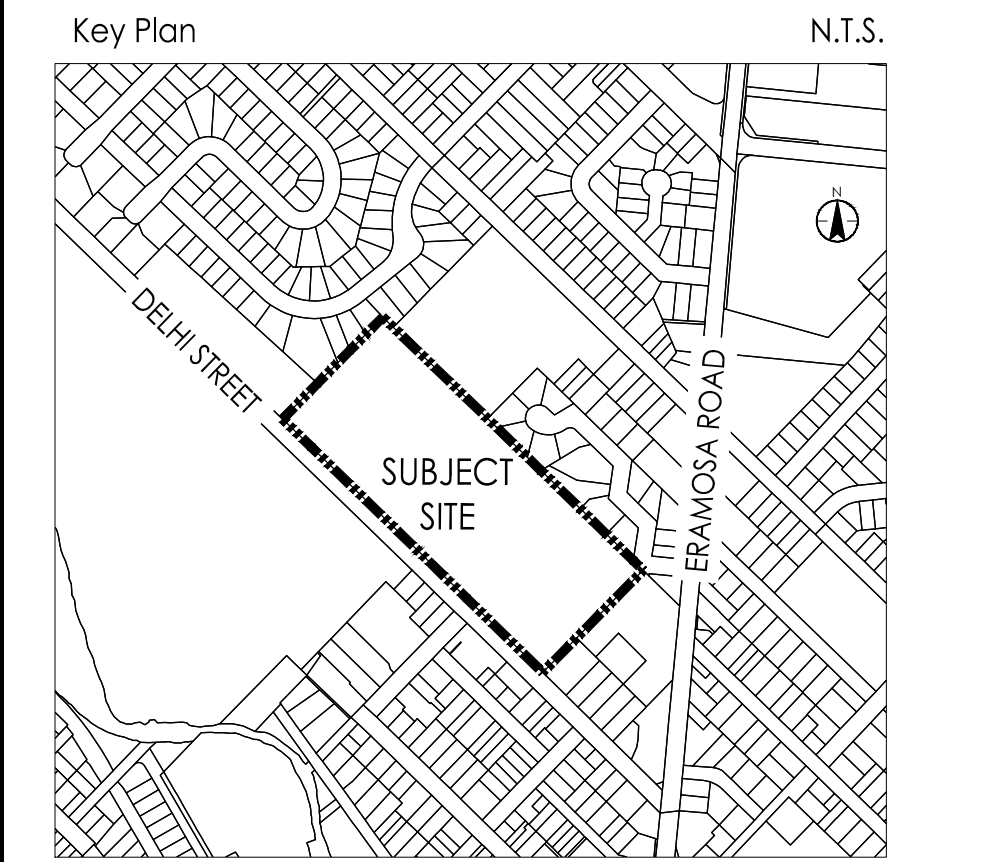 Key Plan
N.T.S.
N
DELHI STREET
SUBJECT
SITE
ERAMOSA ROAD